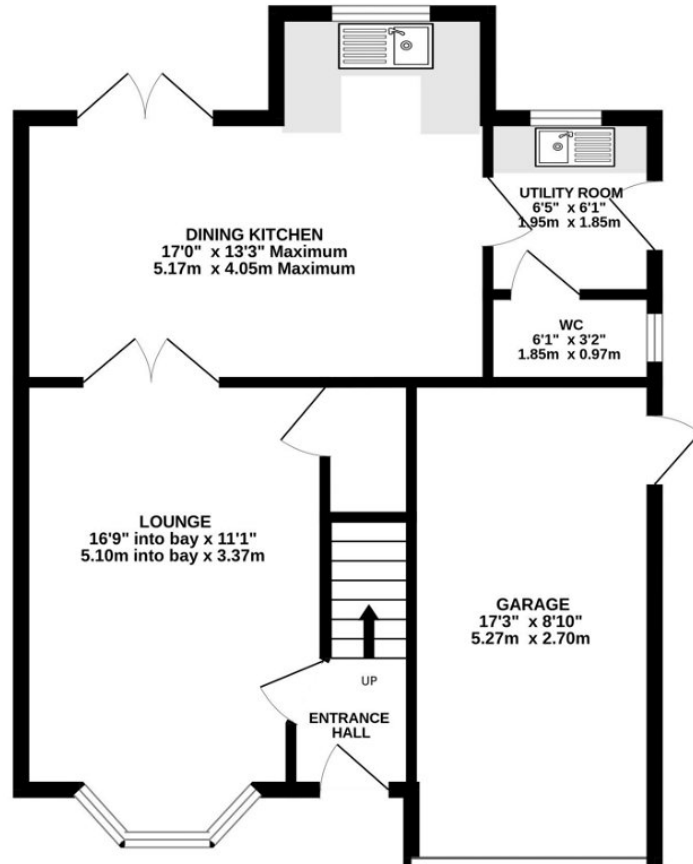 UTILITY ROOM
6'5" x 6'1"
1.95m x 1.85m
DINING KITCHEN
17'0" x 13'3" Maximum
5.17m x 4.05m Maximum
WC
6'1" x 3'2"
1.85m x 0.97m
LOUNGE
16'9" into bay x 11'1"
5.10m into bay x 3.37m
GARAGE
17'3" x 8'10"
5.27m x 2.70m
UP
ENTRANCE
HALL